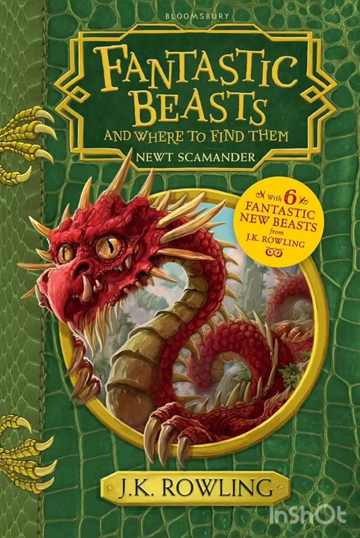 BLOOMSBURY
FANTASTIC
BEASTS
AND WHERE TO FIND THEM
NEWT SCAMANDER
With 6
FANTASTIC
NEW BEASTS
from
J.K. ROWLING
J.K. ROWLING
InShOt